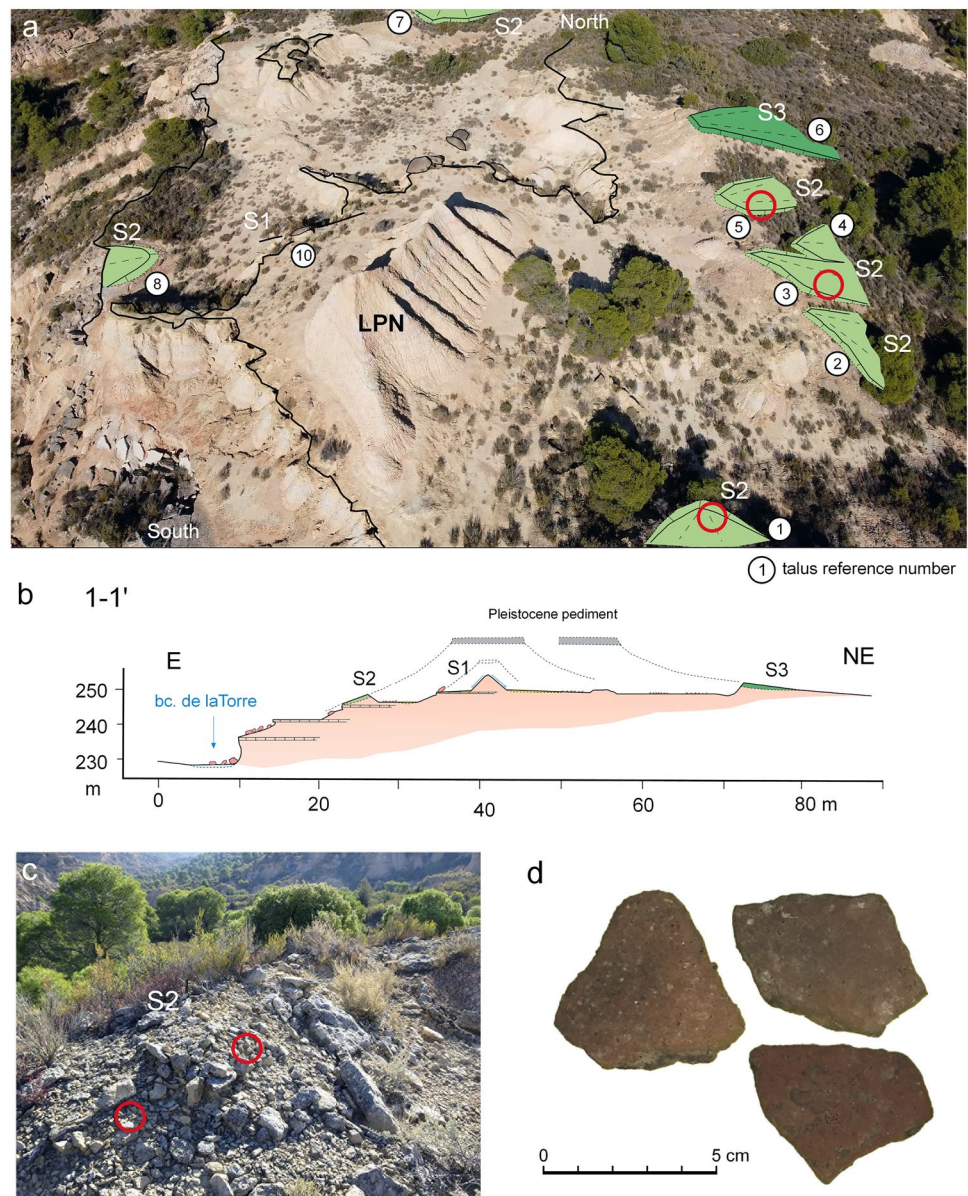 a
7
S2
North
S3
6
S2
5
4
S1
S2
10
8
S2
3
LPN
S2
2
S2
1
South
1 talus reference number
b
1-1'
Pleistocene pediment
E
NE
S1
S2
S3
250
bc. de laTorre
240
230
m
0
20
40
60
80 m
c
S2
d
0
5 cm